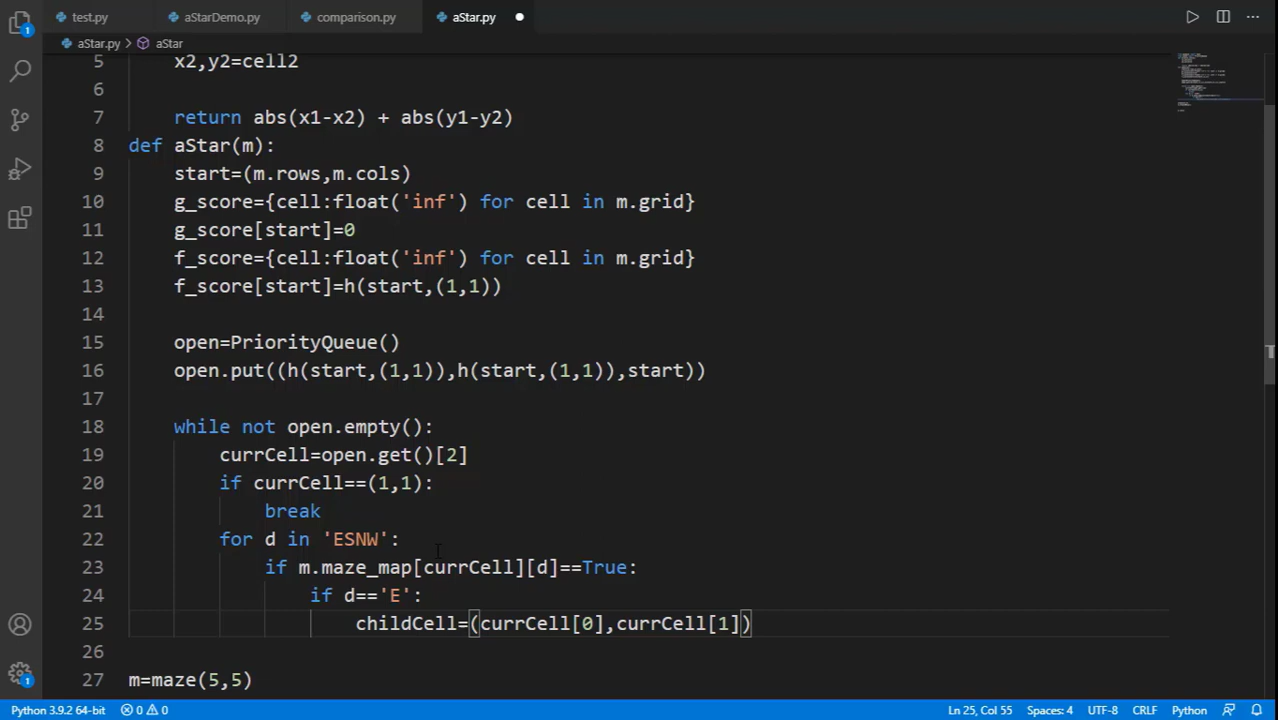 test.py aStarDemo.py comparison.py aStar.py
aStar.py > aStar
5 x2,y2=cell2
6
7 return abs(x1-x2) + abs(y1-y2)
8 def aStar(m):
9 start=(m.rows,m.cols)
10 g_score={cell:float('inf') for cell in m.grid}
11 g_score[start]=0
12 f_score={cell:float('inf') for cell in m.grid}
13 f_score[start]=h(start,(1,1))
14
15 open=PriorityQueue()
16 open.put((h(start,(1,1)),h(start,(1,1)),start))
17
18 while not open.empty():
19 currCell=open.get()[2]
20 if currCell==(1,1):
21 break
22 for d in 'ESNW':
23 if m.maze_map[currCell][d]==True:
24 if d=='E':
25 childCell=(currCell[0],currCell[1])
26
27 m=maze(5,5)
1
1
Python 3.9.2 64-bit 0 0 Ln 25, Col 55 Spaces: 4 UTF-8 CRLF Python